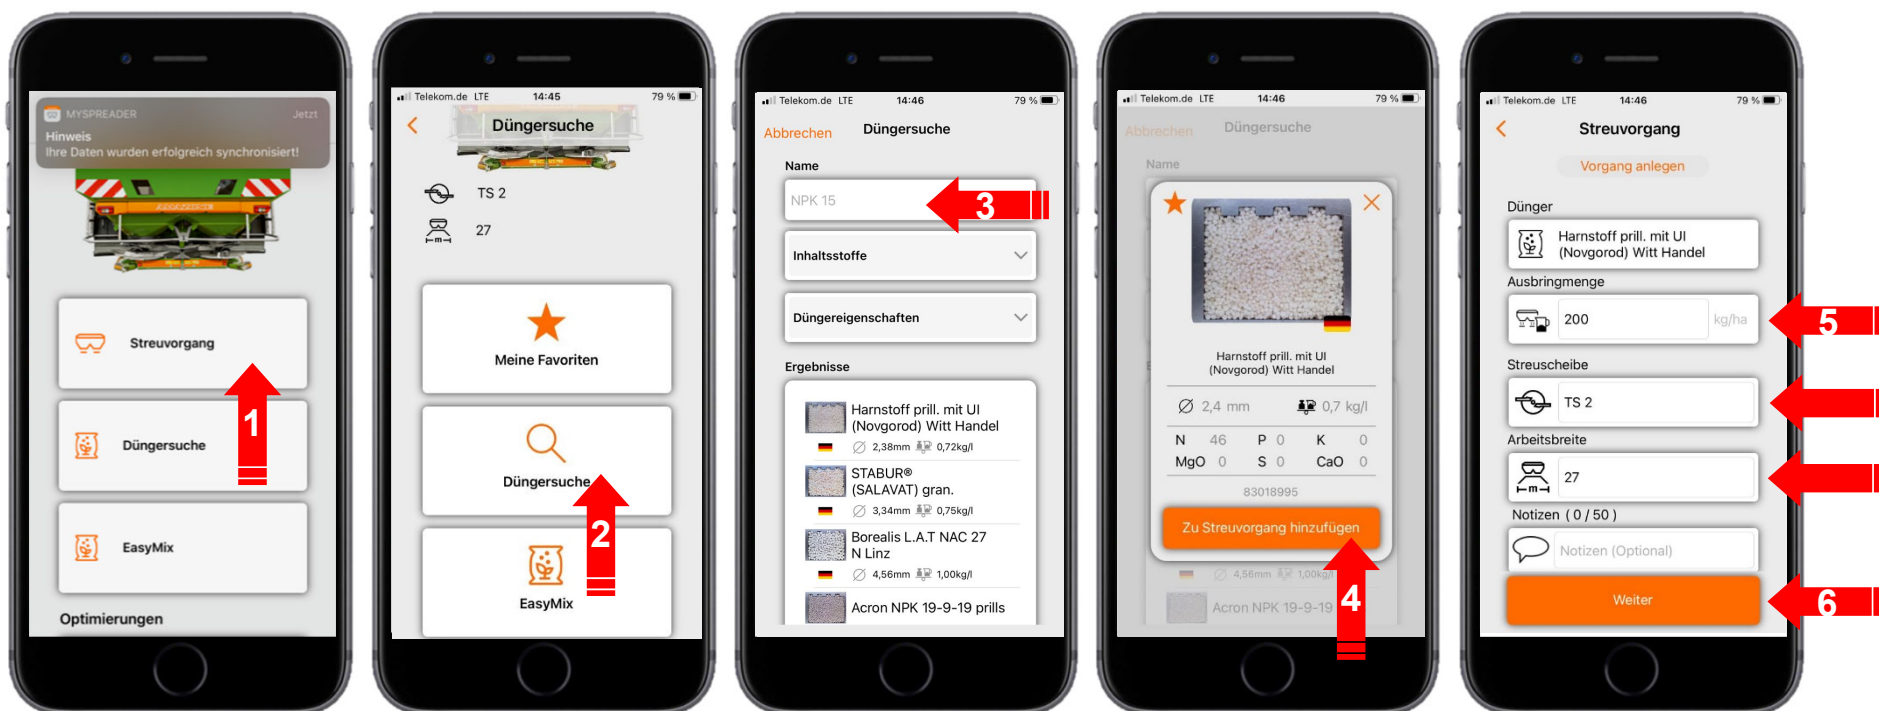 MYSPREADER
Jetzt
Hinweis
Ihre Daten wurden erfolgreich synchronisiert!
AMAZONE
Streuvorgang
1
Düngersuche
EasyMix
Optimierungen
Telekom.de LTE 14:45 79 %
Düngersuche
TS 2
27
Meine Favoriten
Düngersuche
2
EasyMix
Telekom.de LTE 14:46 79 %
Abbrechen Düngersuche
Name
NPK 15
3
Inhaltsstoffe
Düngereigenschaften
Ergebnisse
Harnstoff prill. mit UI
(Novgorod) Witt Handel
2,38mm 0,72kg/l
STABUR®
(SALAVAT) gran.
3,34mm 0,75kg/l
Borealis L.A.T NAC 27
N Linz
4,56mm 1,00kg/l
Acron NPK 19-9-19 prills
Telekom.de LTE 14:46 79 %
Abbrechen Düngersuche
Name
Harnstoff prill. mit UI
(Novgorod) Witt Handel
2,4 mm 0,7 kg/l
N 46 P 0 K 0
MgO 0 S 0 CaO 0
83018995
Zu Streuvorgang hinzufügen
4,56mm 1,00kg/l
Acron NPK 19-9-19
4
Telekom.de LTE 14:46 79 %
Streuvorgang
Vorgang anlegen
Dünger
Harnstoff prill. mit UI
(Novgorod) Witt Handel
Ausbringmenge
200 kg/ha
5
Streuscheibe
TS 2
Arbeitsbreite
m
27
Notizen ( 0 / 50 )
Notizen (Optional)
Weiter
6